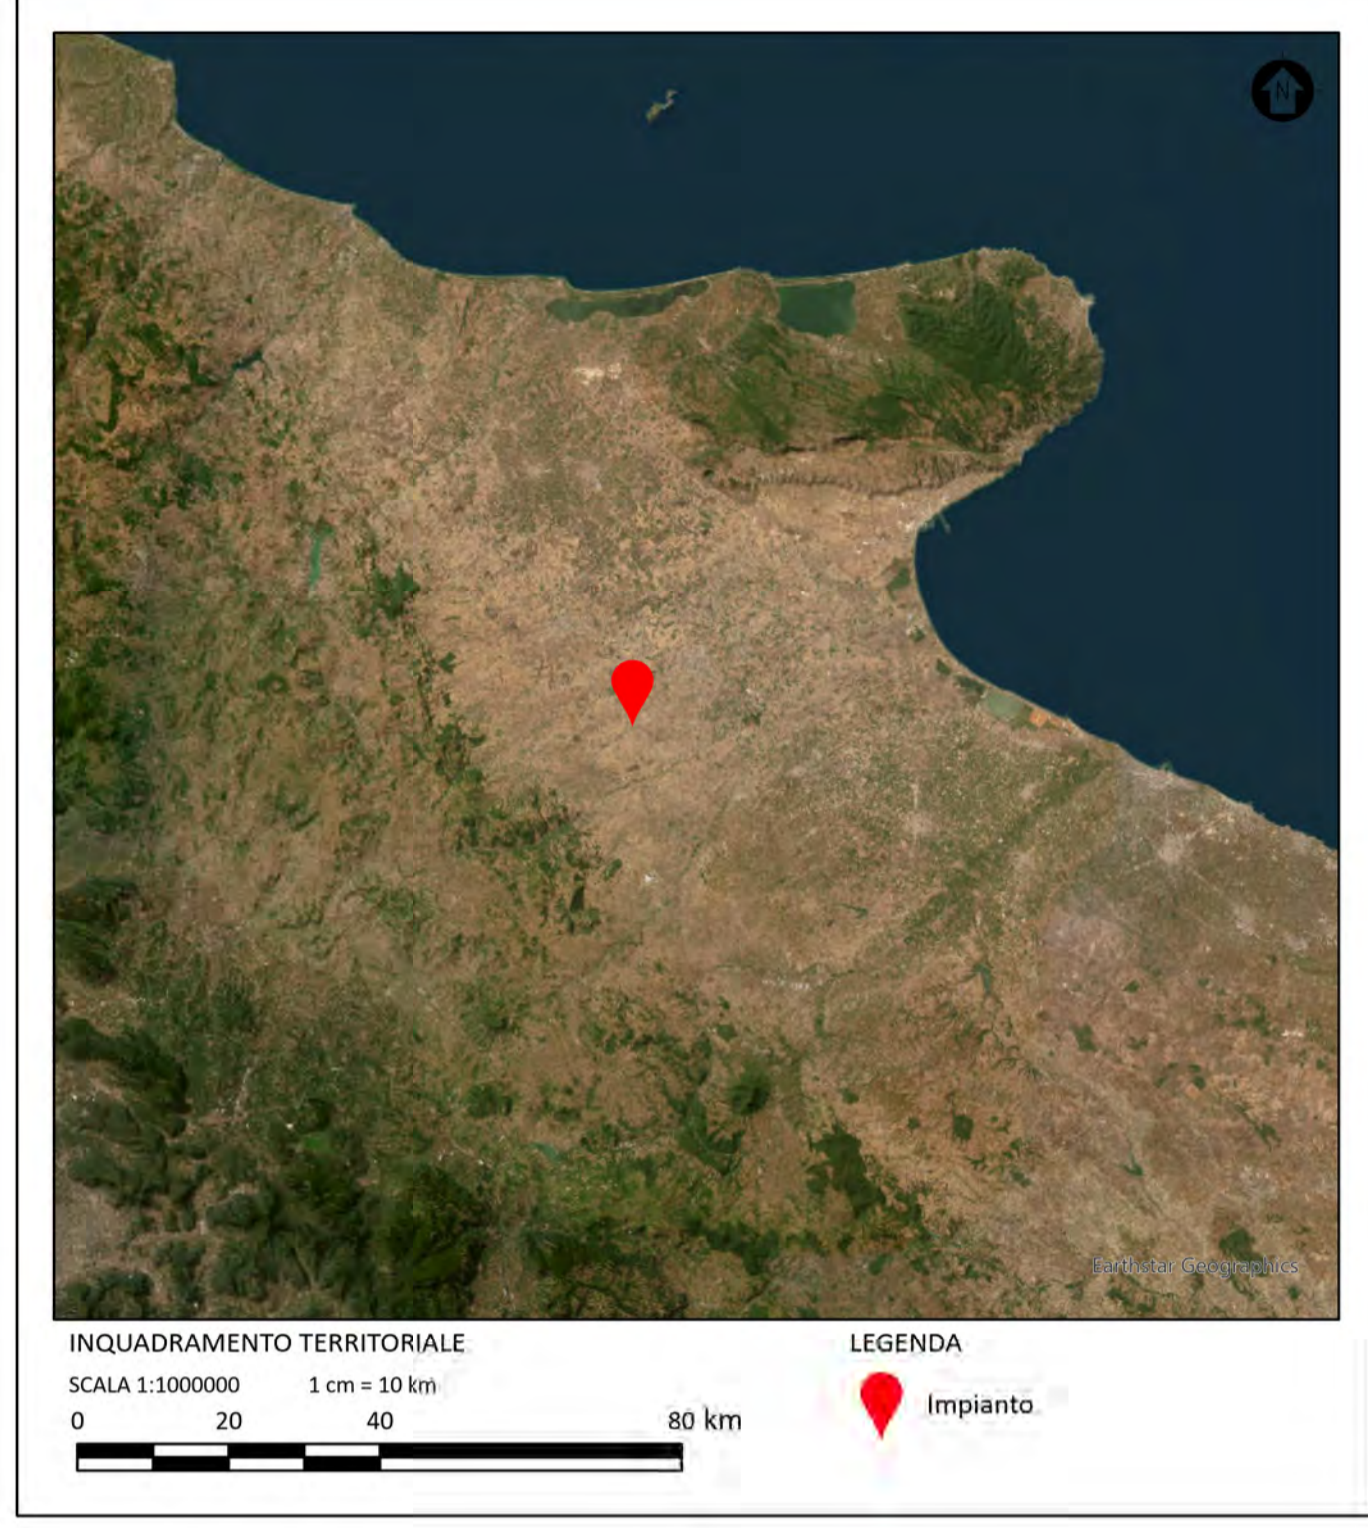 N
Earthstar Geographics
INQUADRAMENTO TERRITORIALE
SCALA 1:1000000 1 cm = 10 km
0 20 40 80 km
LEGENDA
Impianto